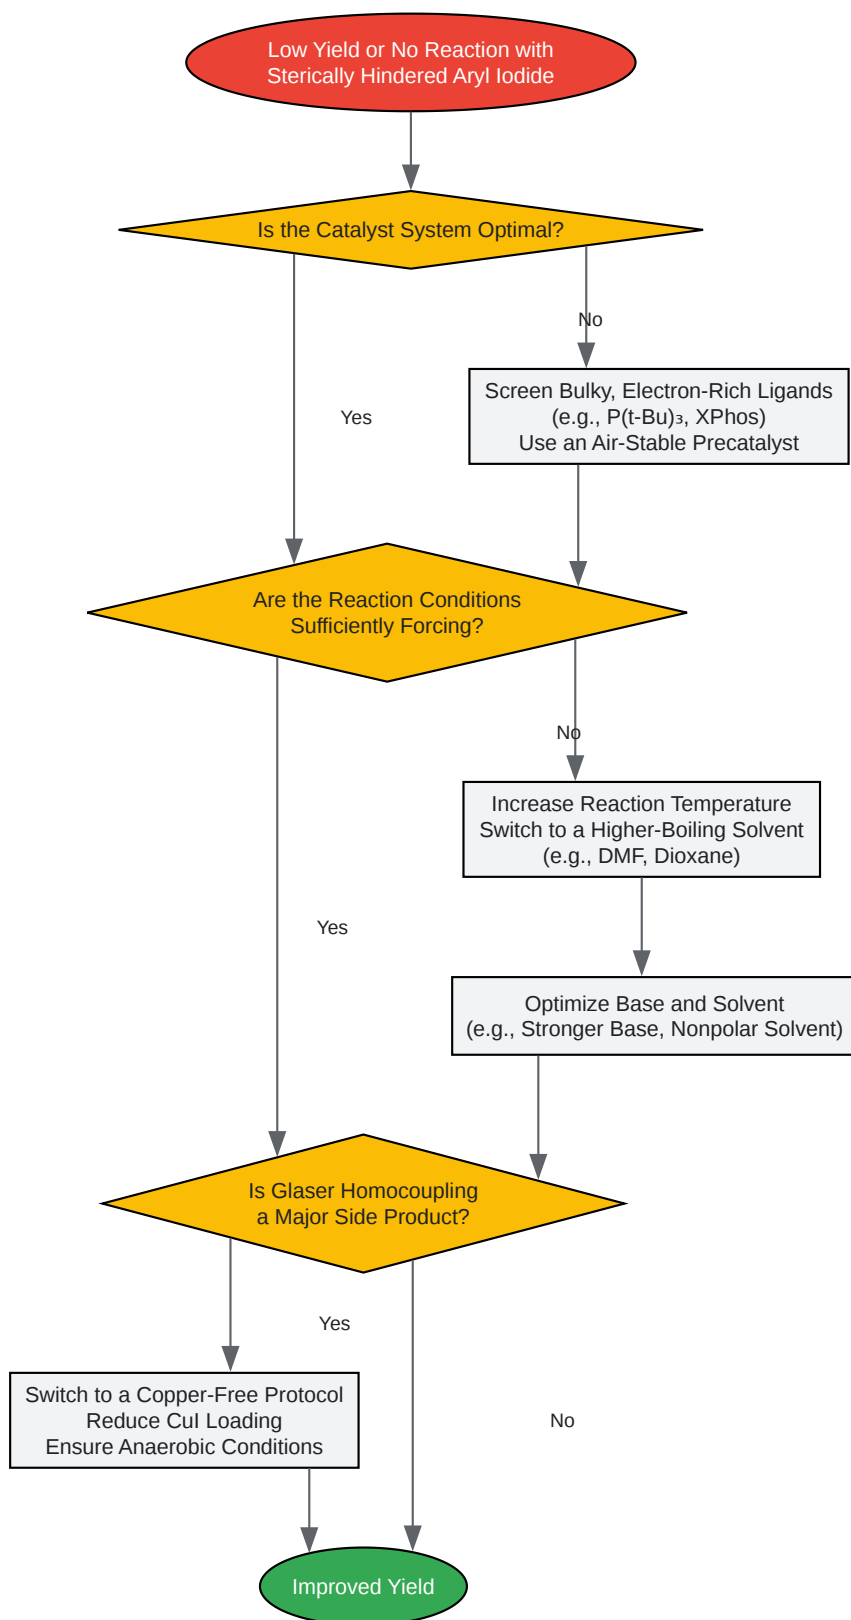 Low Yield or No Reaction with
Sterically Hindered Aryl Iodide
Is the Catalyst System Optimal?
No
Yes
Screen Bulky, Electron-Rich Ligands
(e.g., P(t-Bu)₃, XPhos)
Use an Air-Stable Precatalyst
Are the Reaction Conditions
Sufficiently Forcing?
No
Increase Reaction Temperature
Switch to a Higher-Boiling Solvent
(e.g., DMF, Dioxane)
Yes
Optimize Base and Solvent
(e.g., Stronger Base, Nonpolar Solvent)
Is Glaser Homocoupling
a Major Side Product?
Yes
No
Switch to a Copper-Free Protocol
Reduce CuI Loading
Ensure Anaerobic Conditions
Improved Yield